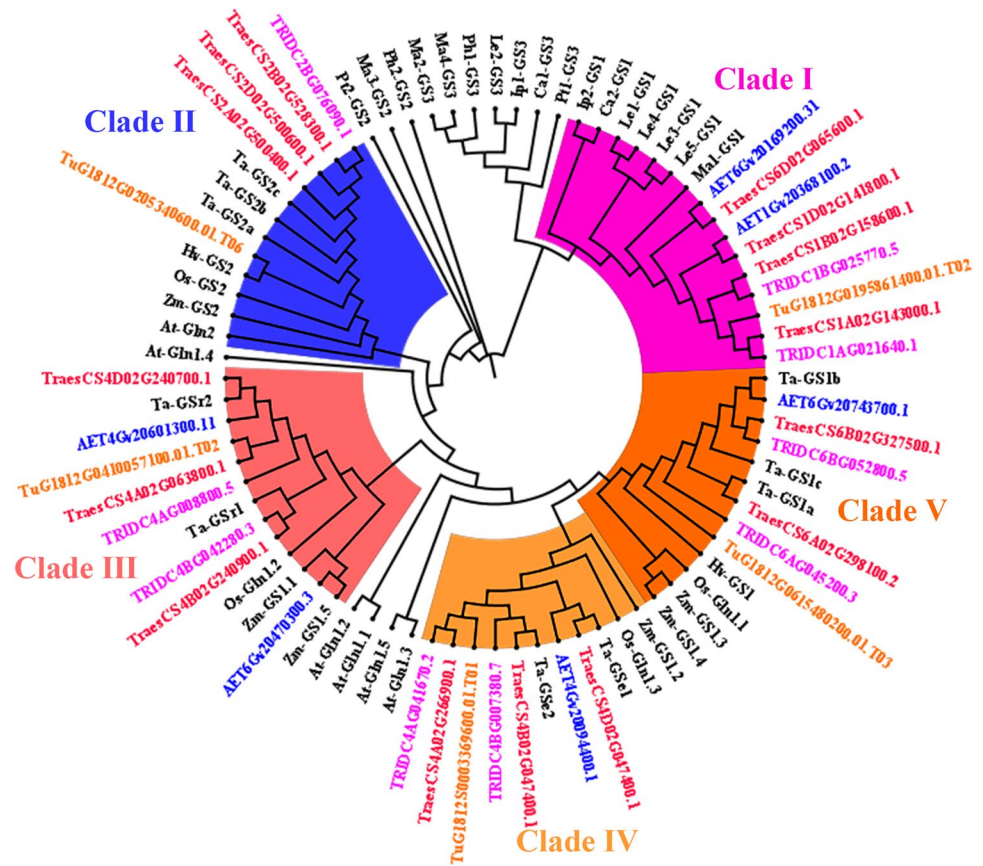 Clade I
Clade II
Clade III
Clade IV
Clade V
Pt2-GS2
Ma3-GS2
Ph2-GS2
Ma2-GS3
Ma4-GS3
Ph1-GS3
Le2-GS3
Ip1-GS3
Ca1-GS3
Pt1-GS3
Ip2-GS1
Ca2-GS1
Le1-GS1
Le4-GS1
Le3-GS1
Le5-GS1
Ma1-GS1
AET6Gv20169200.31
TraesCS6D02G065600.1
AET1Gv20368100.2
TraesCS1D02G141800.1
TraesCS1B02G158600.1
TRIDC1BG025770.5
TuG1812G0195861400.01.T02
TraesCS1A02G143000.1
TRIDC1AG021640.1
Ta-GS1b
AET6Gv20743700.1
TraesCS6B02G327500.1
TRIDC6BG052800.5
Ta-GS1c
Ta-GS1a
TraesCS6A02G298100.2
TRIDC6AG045200.3
TuG1812G0615480200.01.T03
Hv-GS1
Os-Gln1.1
Zm-GS1.3
Zm-GS1.4
Zm-GS1.2
Os-Gln1.3
Ta-GSe1
TraesCS4D02G047400.1
AET4Gv20094400.1
Ta-GSe2
TraesCS4B02G047400.1
TRIDC4BG007380.7
TuG1812S0003369600.01.T01
TraesCS4A02G266900.1
TRIDC4AG041670.2
At-Gln1.3
At-Gln1.5
At-Gln1.1
At-Gln1.2
Zm-GS1.5
AET6Gv20470300.3
Zm-GS1.1
Os-Gln1.2
TraesCS4B02G240900.1
TRIDC4BG042280.3
Ta-GSr1
TRIDC4AG008800.5
TraesCS4A02G063800.1
TuG1812G0410057100.01.T02
AET4Gv20601300.11
Ta-GSr2
TraesCS4D02G240700.1
At-Gln1.4
At-Gln2
Zm-GS2
Os-GS2
Hv-GS2
TuG1812G0205340600.01.T06
Ta-GS2a
Ta-GS2b
Ta-GS2c
TraesCS2A02G500400.1
TraesCS2D02G500600.1
TraesCS2B02G528300.1
TRIDC2BG076090.1